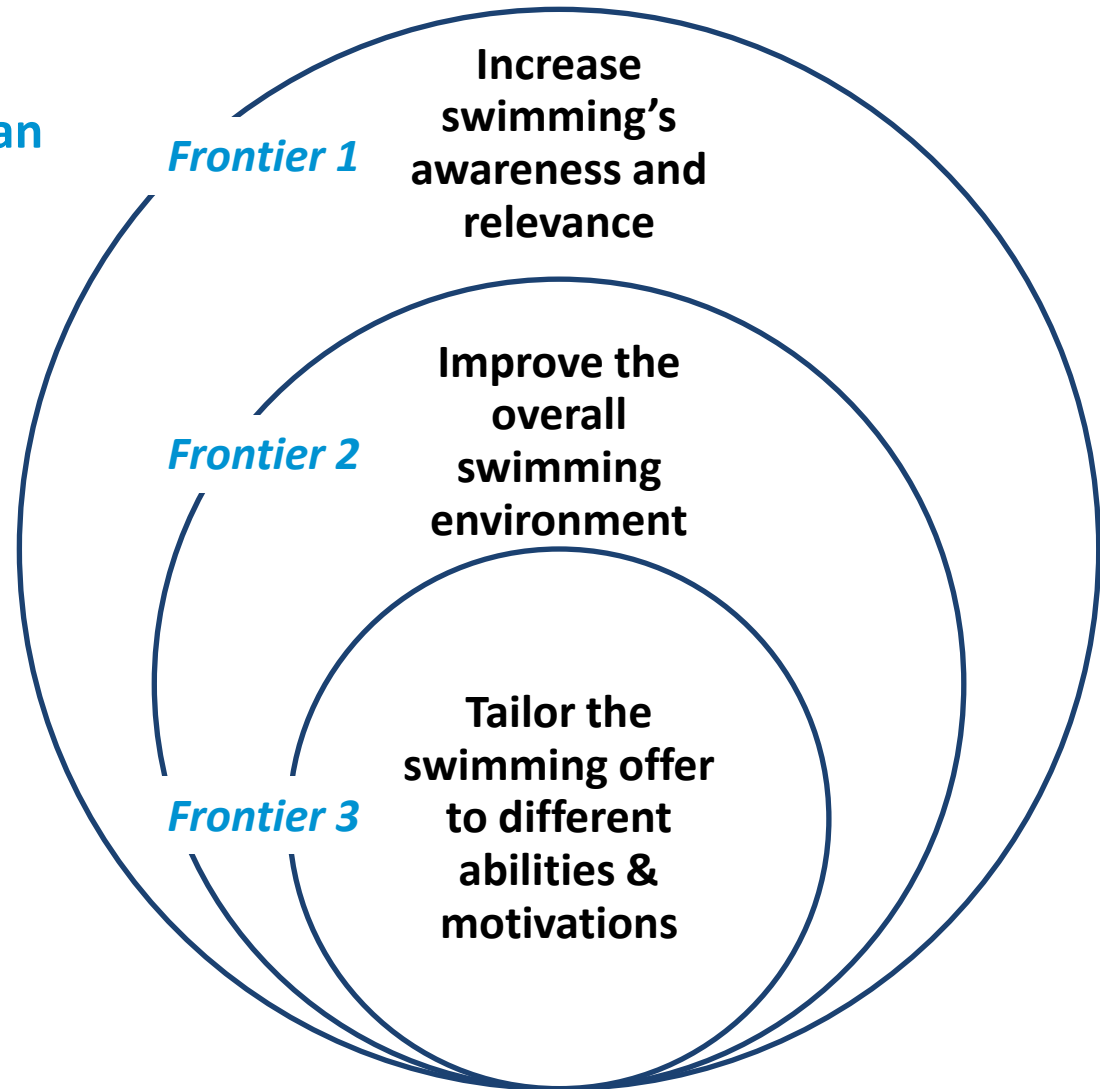 an
Frontier 1
Increase
swimming’s
awareness and
relevance
Frontier 2
Improve the
overall
swimming
environment
Frontier 3
Tailor the
swimming offer
to different
abilities &
motivations